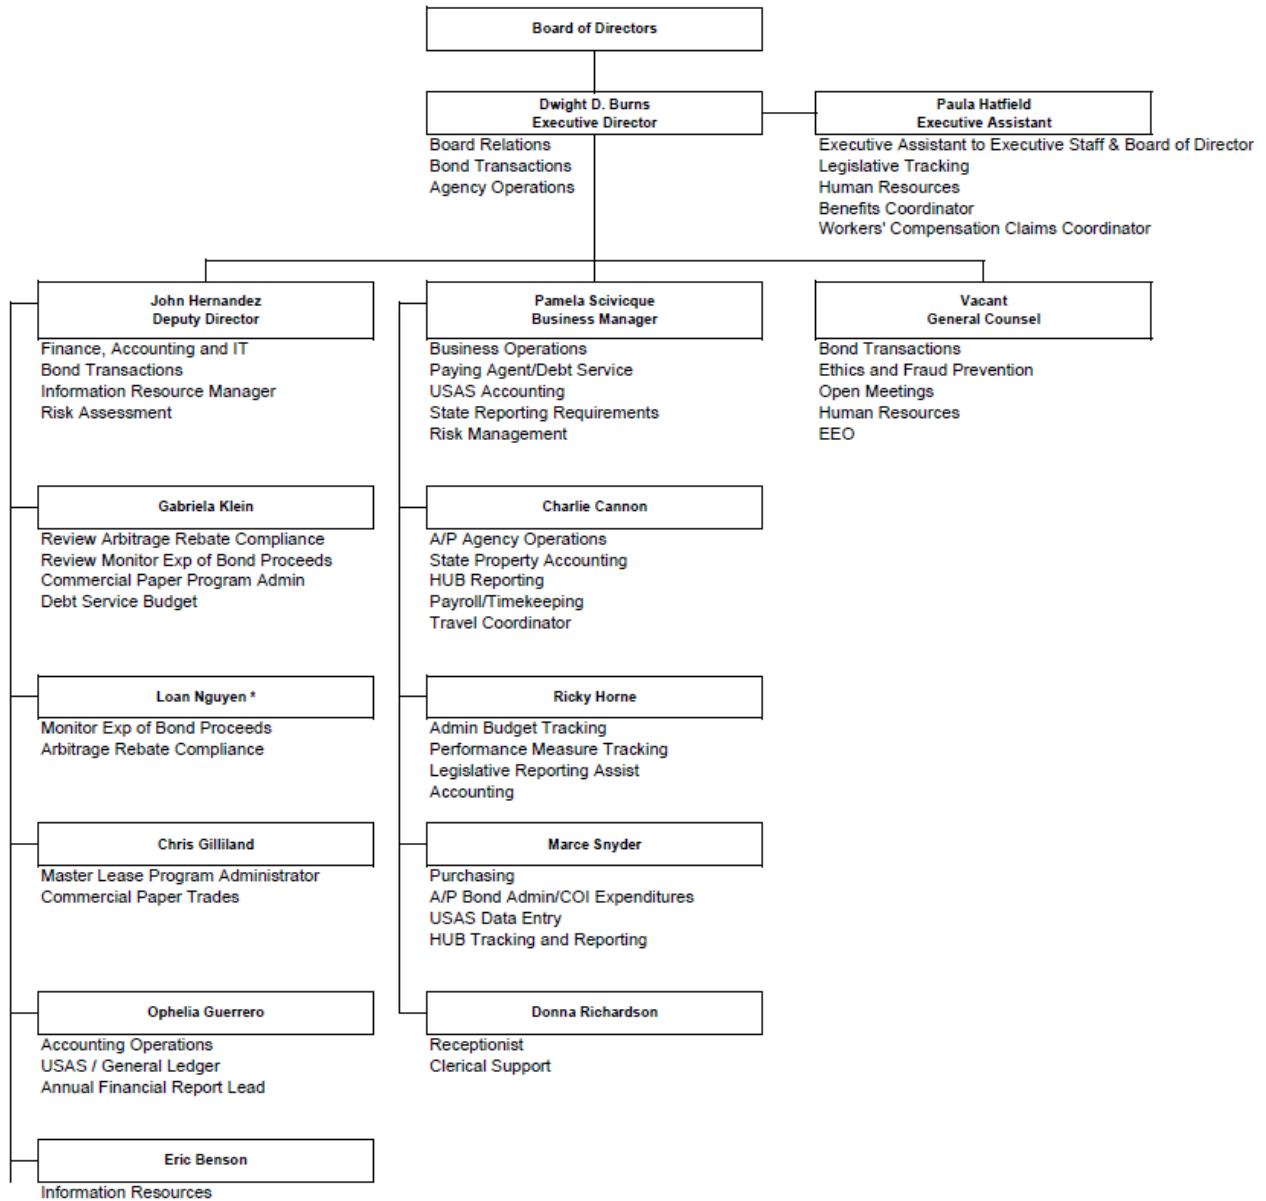 Board of Directors
Dwight D. Burns
Executive Director
Board Relations
Bond Transactions
Agency Operations
Paula Hatfield
Executive Assistant
Executive Assistant to Executive Staff & Board of Director
Legislative Tracking
Human Resources
Benefits Coordinator
Workers' Compensation Claims Coordinator
John Hernandez
Deputy Director
Finance, Accounting and IT
Bond Transactions
Information Resource Manager
Risk Assessment
Gabriela Klein
Review Arbitrage Rebate Compliance
Review Monitor Exp of Bond Proceeds
Commercial Paper Program Admin
Debt Service Budget
Loan Nguyen *
Monitor Exp of Bond Proceeds
Arbitrage Rebate Compliance
Chris Gilliland
Master Lease Program Administrator
Commercial Paper Trades
Ophelia Guerrero
Accounting Operations
USAS / General Ledger
Annual Financial Report Lead
Eric Benson
Information Resources
Pamela Scivicque
Business Manager
Business Operations
Paying Agent/Debt Service
USAS Accounting
State Reporting Requirements
Risk Management
Charlie Cannon
A/P Agency Operations
State Property Accounting
HUB Reporting
Payroll/Timekeeping
Travel Coordinator
Ricky Horne
Admin Budget Tracking
Performance Measure Tracking
Legislative Reporting Assist
Accounting
Marce Snyder
Purchasing
A/P Bond Admin/COI Expenditures
USAS Data Entry
HUB Tracking and Reporting
Donna Richardson
Receptionist
Clerical Support
Vacant
General Counsel
Bond Transactions
Ethics and Fraud Prevention
Open Meetings
Human Resources
EEO